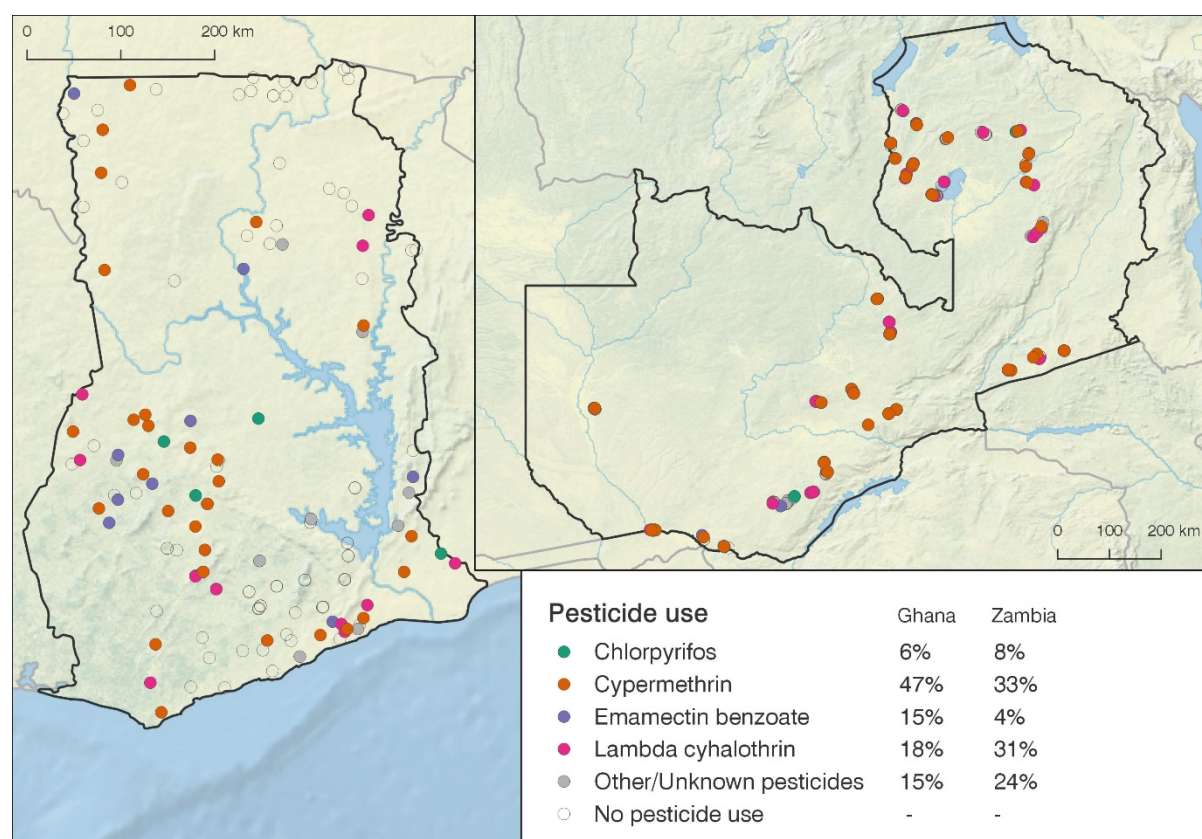 0 100 200 km
0 100 200 km
Pesticide use Ghana Zambia
Chlorpyrifos 6% 8%
Cypermethrin 47% 33%
Emamectin benzoate 15% 4%
Lambda cyhalothrin 18% 31%
Other/Unknown pesticides 15% 24%
No pesticide use - -